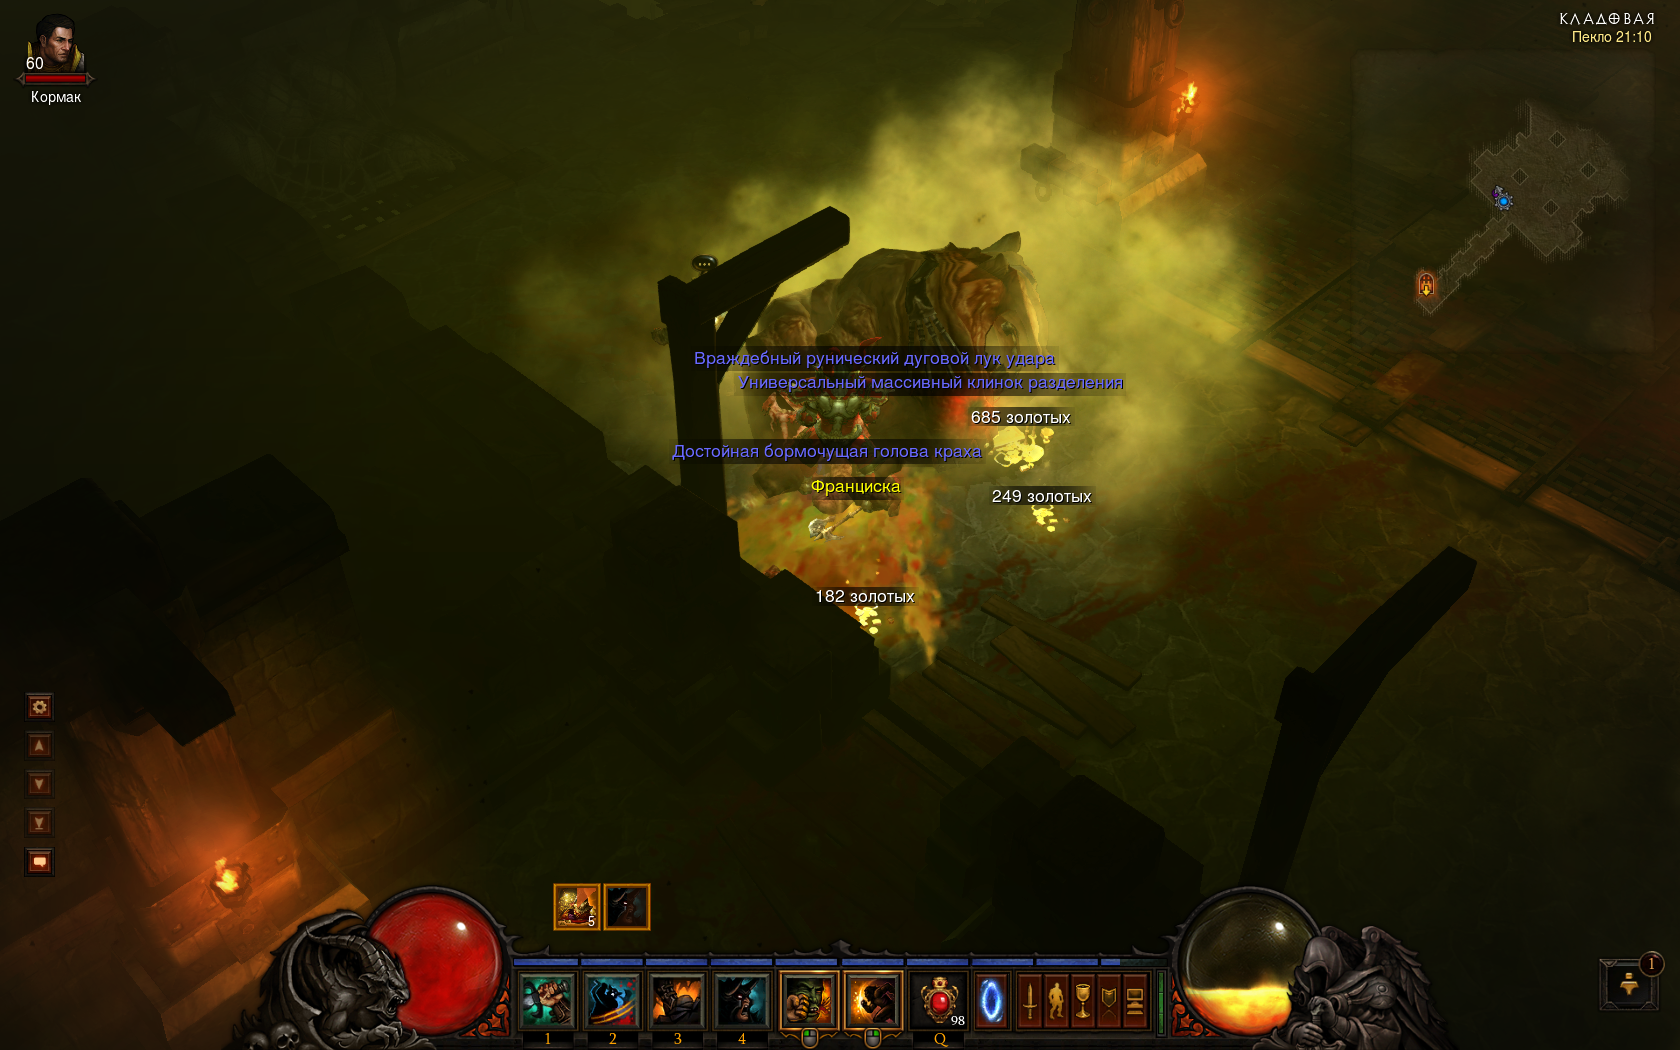 КЛАДОВАЯ
Пекло 21:10
60
Кормак
Враждебный рунический дуговой лук удара
Универсальный массивный клинок разделения
685 золотых
Достойная бормочущая голова краха
Франциска
249 золотых
182 золотых
5
98
1
1 2 3 4 Q